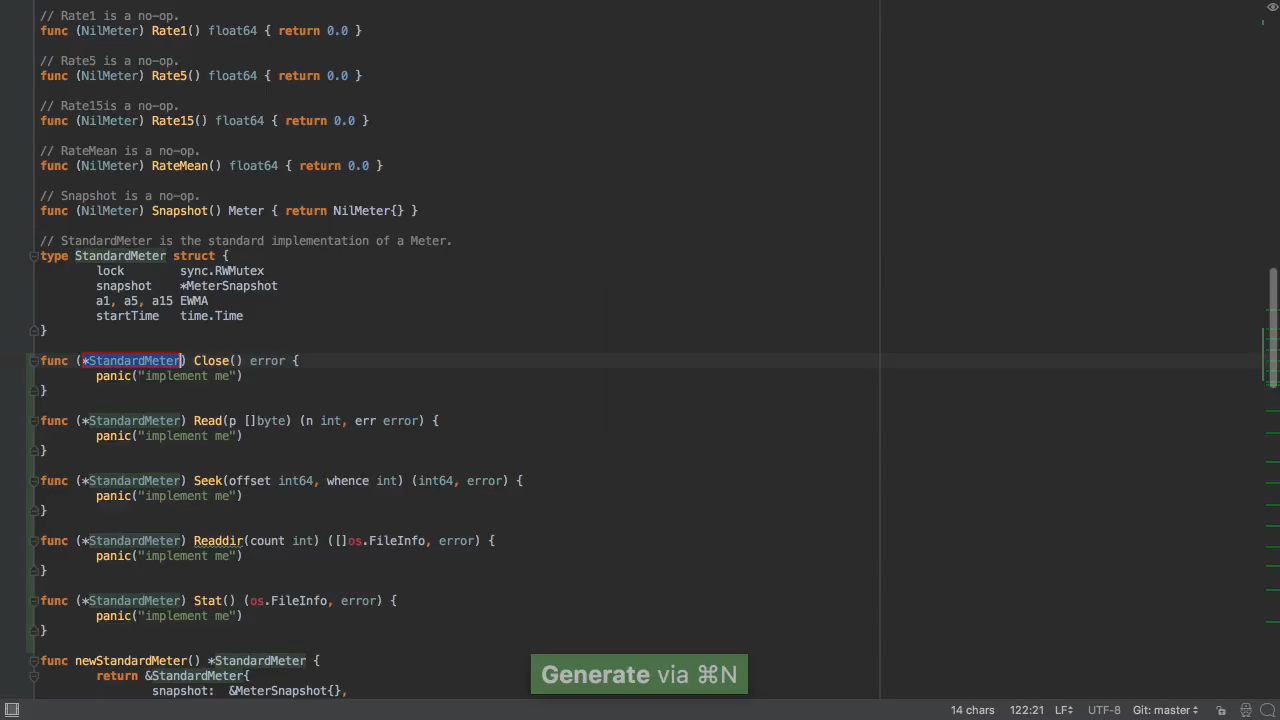 // Rate1 is a no-op.
func (NilMeter) Rate1() float64 { return 0.0 }
// Rate5 is a no-op.
func (NilMeter) Rate5() float64 { return 0.0 }
// Rate15is a no-op.
func (NilMeter) Rate15() float64 { return 0.0 }
// RateMean is a no-op.
func (NilMeter) RateMean() float64 { return 0.0 }
// Snapshot is a no-op.
func (NilMeter) Snapshot() Meter { return NilMeter{} }
// StandardMeter is the standard implementation of a Meter.
type StandardMeter struct {
lock sync.RWMutex
snapshot *MeterSnapshot
a1, a5, a15 EWMA
startTime time.Time
}
func (*StandardMeter) Close() error {
panic("implement me")
}
func (*StandardMeter) Read(p []byte) (n int, err error) {
panic("implement me")
}
func (*StandardMeter) Seek(offset int64, whence int) (int64, error) {
panic("implement me")
}
func (*StandardMeter) Readdir(count int) ([]os.FileInfo, error) {
panic("implement me")
}
func (*StandardMeter) Stat() (os.FileInfo, error) {
panic("implement me")
}
func newStandardMeter() *StandardMeter {
return &StandardMeter{
snapshot: &MeterSnapshot{},
Generate via ⌘N
14 chars 122:21 LF UTF-8 Git: master